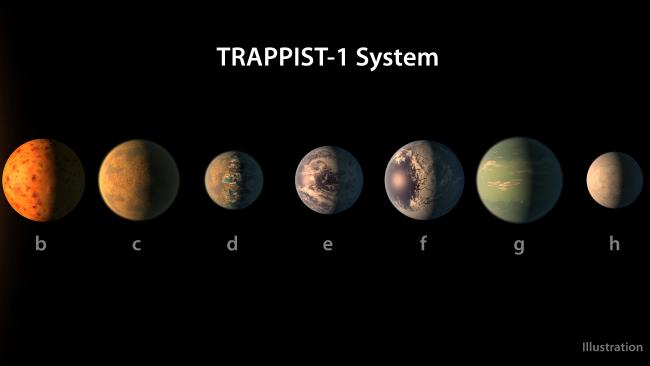 TRAPPIST-1 System
b c d e f g h
Illustration